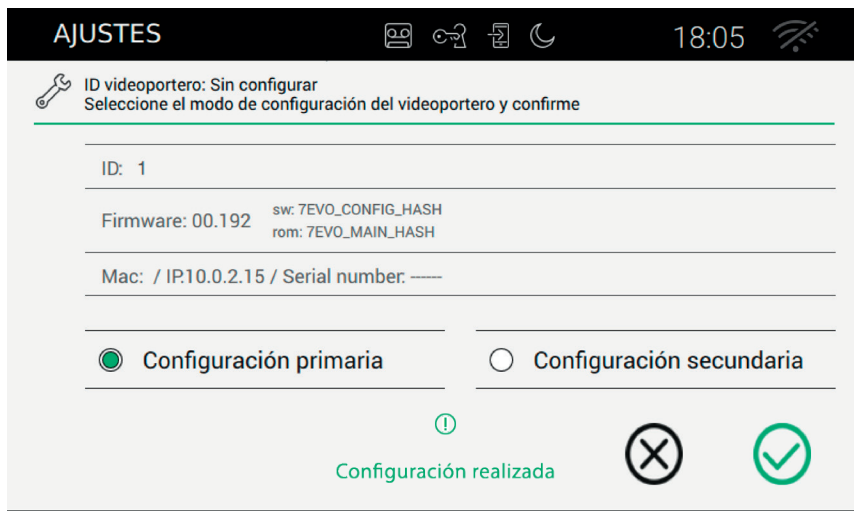 AJUSTES 18:05
ID videoportero: Sin configurar
Seleccione el modo de configuración del videoportero y confirme
ID: 1
Firmware: 00.192 sw: 7EVO_CONFIG_HASH
rom: 7EVO_MAIN_HASH
Mac: / IP.10.0.2.15 / Serial number. ------
Configuración primaria Configuración secundaria
Configuración realizada